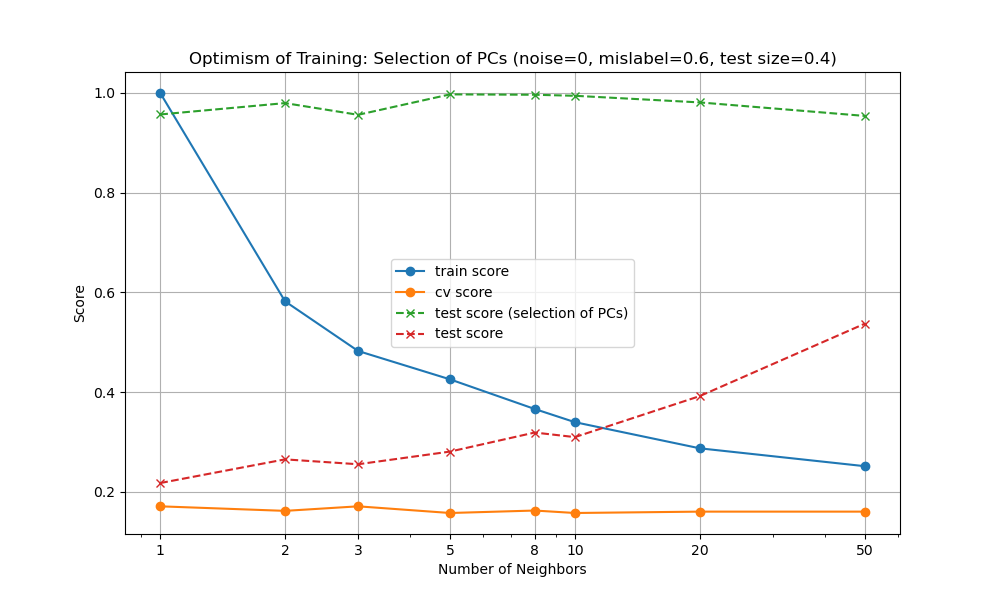 Optimism of Training: Selection of PCs (noise=0, mislabel=0.6, test size=0.4)
1.0
0.8
0.6
0.4
0.2
Score
train score
cv score
test score (selection of PCs)
test score
1 2 3 5 8 10 20 50
Number of Neighbors